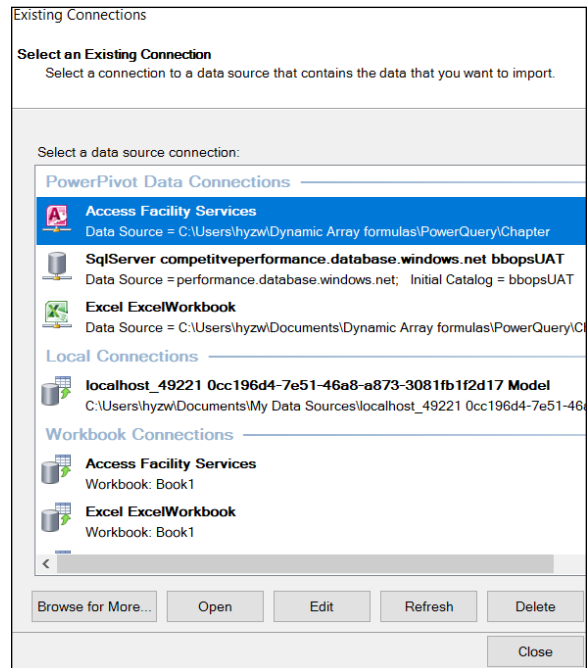 Existing Connections
Select an Existing Connection
Select a connection to a data source that contains the data that you want to import.
Select a data source connection:
PowerPivot Data Connections
Access Facility Services
Data Source = C:\Users\hyzw\Dynamic Array formulas\PowerQuery\Chapter
SqlServer competitveperformance.database.windows.net bbopsUAT
Data Source =performance.database.windows.net; Initial Catalog = bbopsUAT
Excel ExcelWorkbook
Data Source = C:\Users\hyzw\Documents\Dynamic Array formulas\PowerQuery\Cl
Local Connections
localhost_49221 0cc196d4-7e51-46a8-a873-3081fb1f2d17 Model
C:\Users\hyzw\Documents\My Data Sources\localhost_49221 0cc196d4-7e51-46a
Workbook Connections
Access Facility Services
Workbook: Book1
Excel ExcelWorkbook
Workbook: Book1
Browse for More... Open Edit Refresh Delete
Close